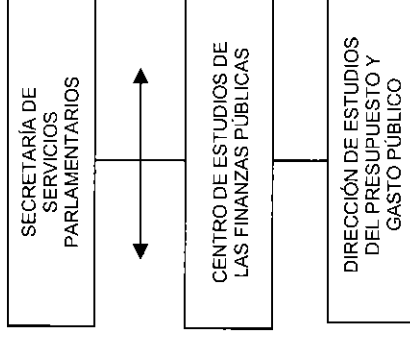 SECRETARÍA DE
SERVICIOS
PARLAMENTARIOS
CENTRO DE ESTUDIOS DE
LAS FINANZAS PÚBLICAS
DIRECCIÓN DE ESTUDIOS
DEL PRESUPUESTO Y
GASTO PÚBLICO